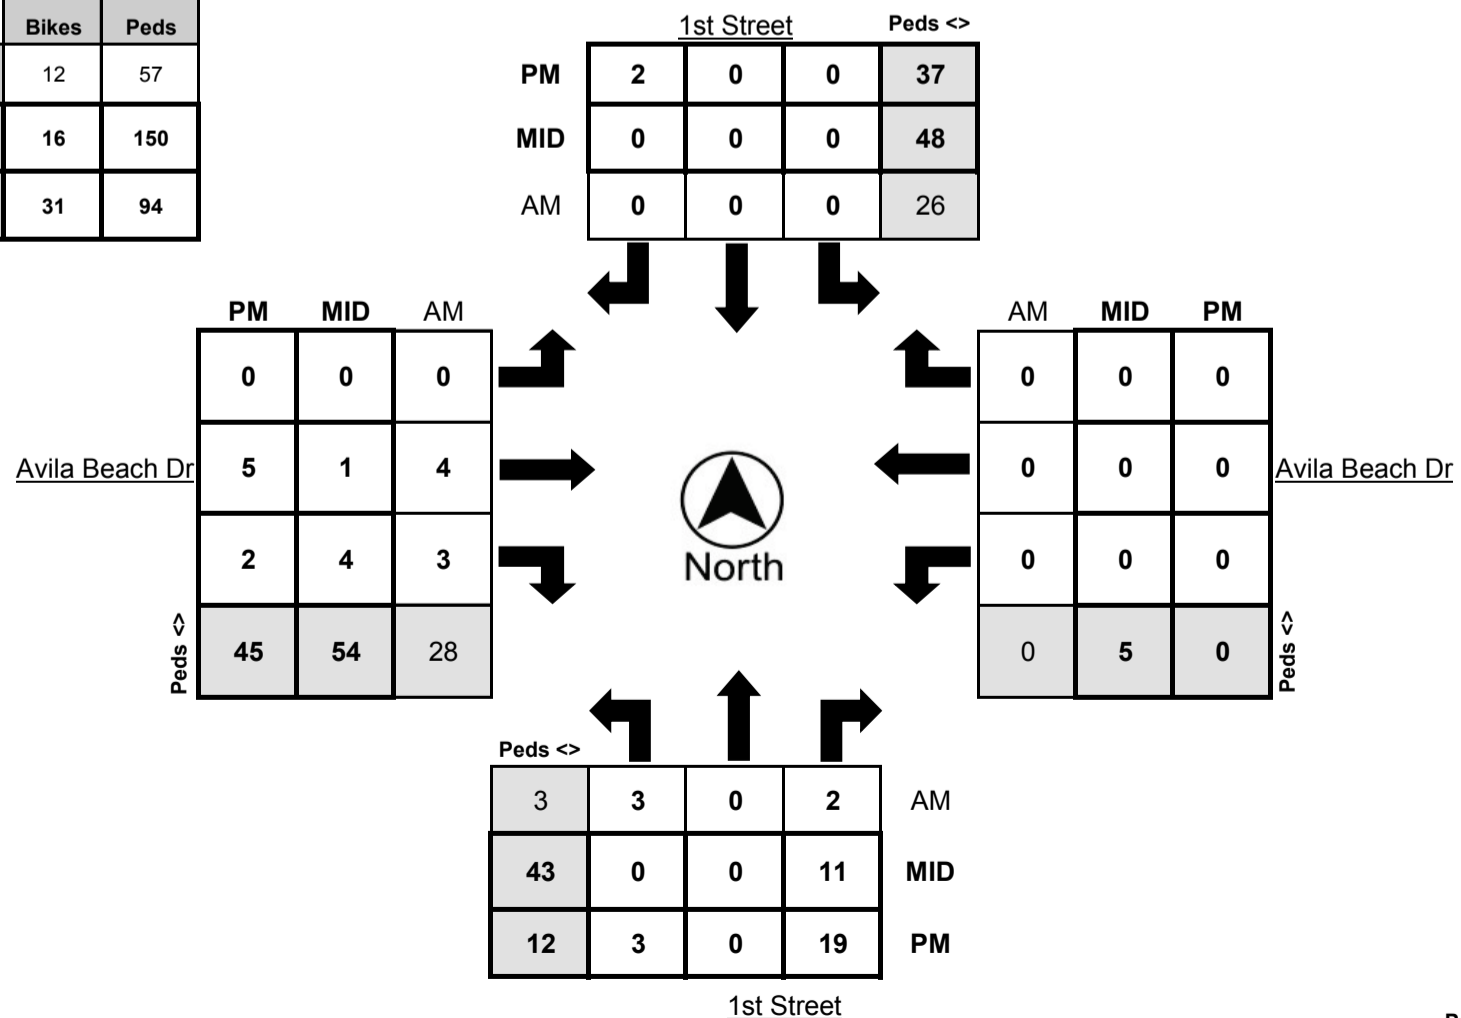 Bikes Peds
12 57
16 150
31 94
1st Street Peds <>
PM 2 0 0 37
MID 0 0 0 48
AM 0 0 0 26
PM MID AM
0 0 0
Avila Beach Dr 5 1 4
2 4 3
Peds <> 45 54 28
North
AM MID PM
0 0 0
0 0 0 Avila Beach Dr
0 0 0
0 5 0 Peds <>
Peds <>
3 3 0 2 AM
43 0 0 11 MID
12 3 0 19 PM
1st Street